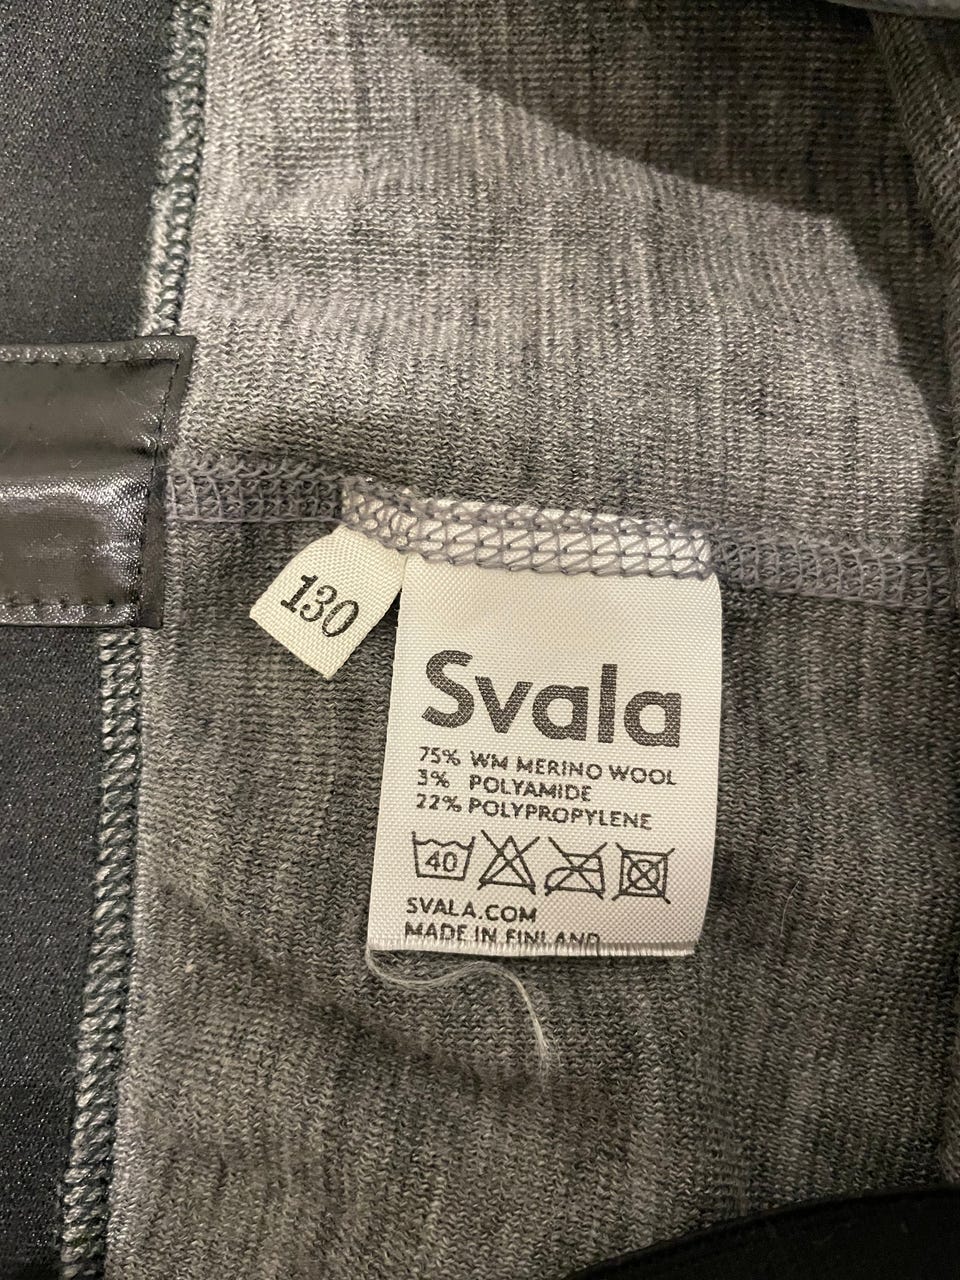 130
Svala
75% WM MERINO WOOL
3% POLYAMIDE
22% POLYPROPYLENE
40
SVALA.COM
MADE IN FINLAND